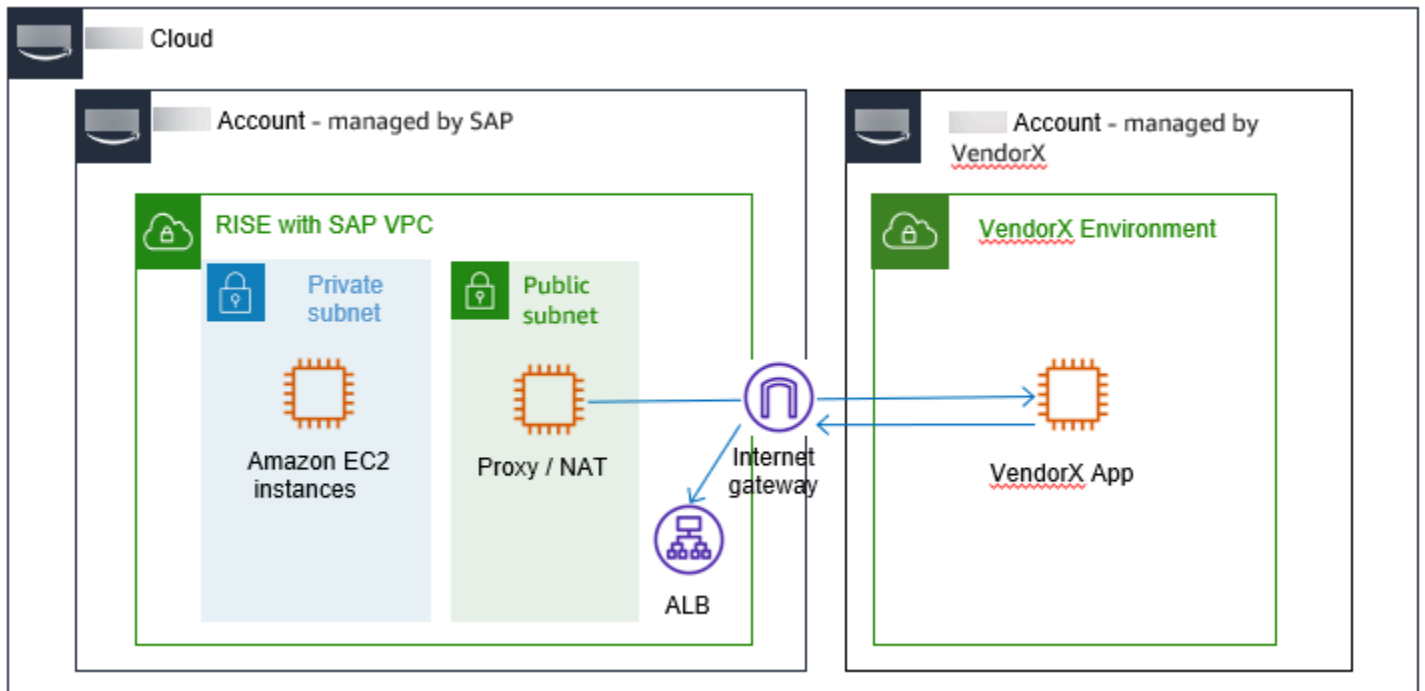 Cloud
Account - managed by SAP
Account - managed by
VendorX
RISE with SAP VPC
VendorX Environment
Private
subnet
Public
subnet
Amazon EC2
instances
Proxy / NAT
Internet
gateway
VendorX App
ALB